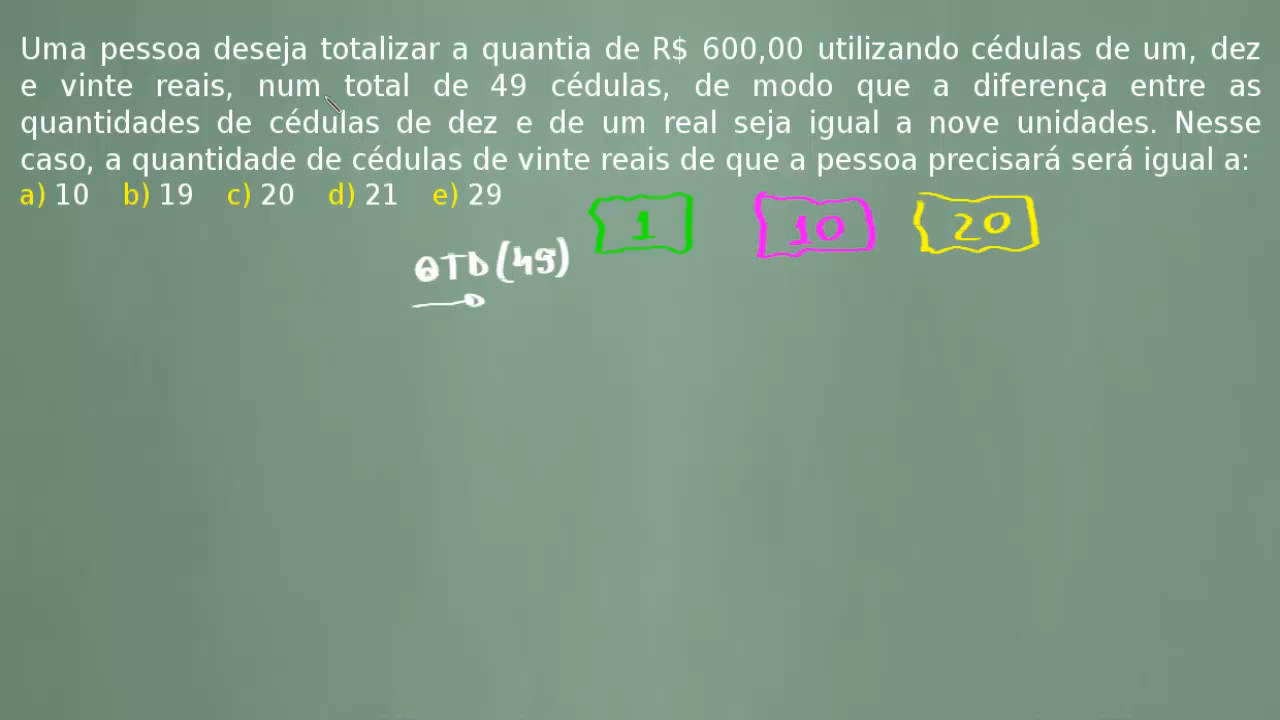 Uma pessoa deseja totalizar a quantia de R$ 600,00 utilizando cédulas de um, dez
e vinte reais, num total de 49 cédulas, de modo que a diferença entre as
quantidades de cédulas de dez e de um real seja igual a nove unidades. Nesse
caso, a quantidade de cédulas de vinte reais de que a pessoa precisará será igual a:
a) 10 b) 19 c) 20 d) 21 e) 29
1 10 20
QTD (49)